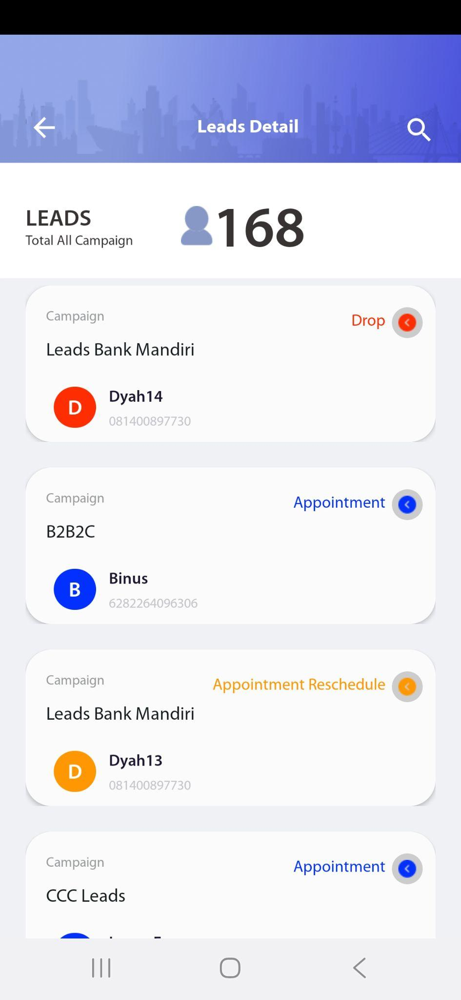 Leads Detail
LEADS
Total All Campaign
168
Campaign
Drop
Leads Bank Mandiri
D
Dyah14
081400897730
Campaign
Appointment
B2B2C
B
Binus
6282264096306
Campaign
Appointment Reschedule
Leads Bank Mandiri
D
Dyah13
081400897730
Campaign
Appointment
CCC Leads